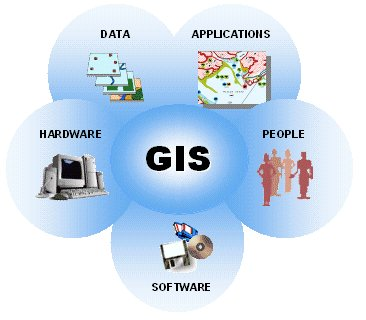 DATA
APPLICATIONS
HARDWARE
GIS
PEOPLE
SOFTWARE